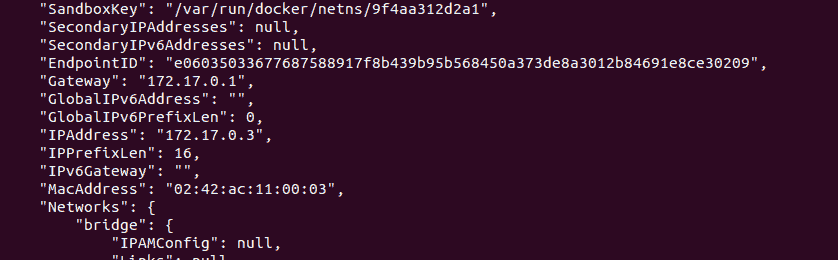 "SandboxKey": "/var/run/docker/netns/9f4aa312d2a1",
"SecondaryIPAddresses": null,
"SecondaryIPv6Addresses": null,
"EndpointID": "e06035033677687588917f8b439b95b568450a373de8a3012b84691e8ce30209",
"Gateway": "172.17.0.1",
"GlobalIPv6Address": "",
"GlobalIPv6PrefixLen": 0,
"IPAddress": "172.17.0.3",
"IPPrefixLen": 16,
"IPv6Gateway": "",
"MacAddress": "02:42:ac:11:00:03",
"Networks": {
"bridge": {
"IPAMConfig": null,
"Links": null